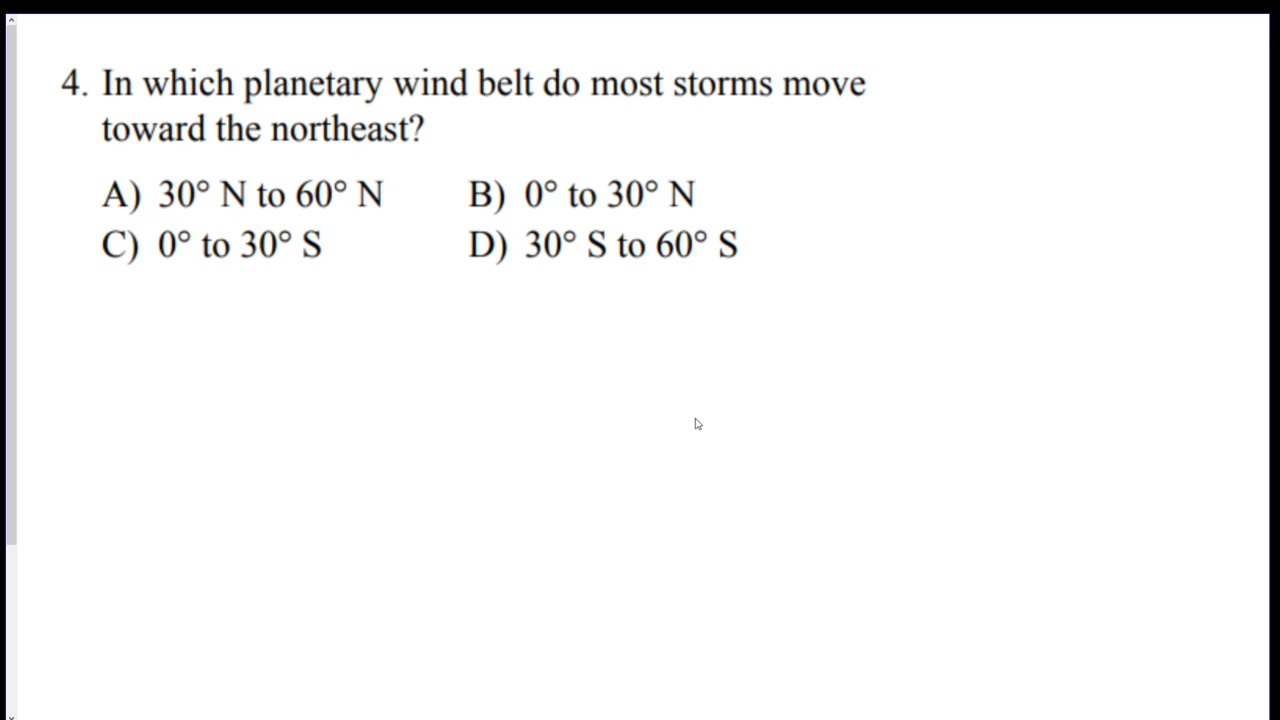 4. In which planetary wind belt do most storms move
toward the northeast?
A) 30° N to 60° N B) 0° to 30° N
C) 0° to 30° S D) 30° S to 60° S